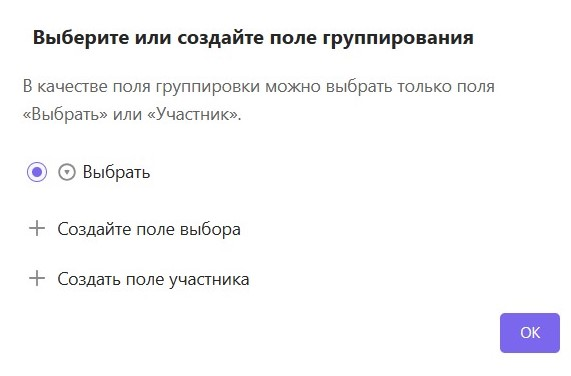 Выберите или создайте поле группирования
В качестве поля группировки можно выбрать только поля
«Выбрать» или «Участник».
Выбрать
Создайте поле выбора
Создать поле участника
ОК